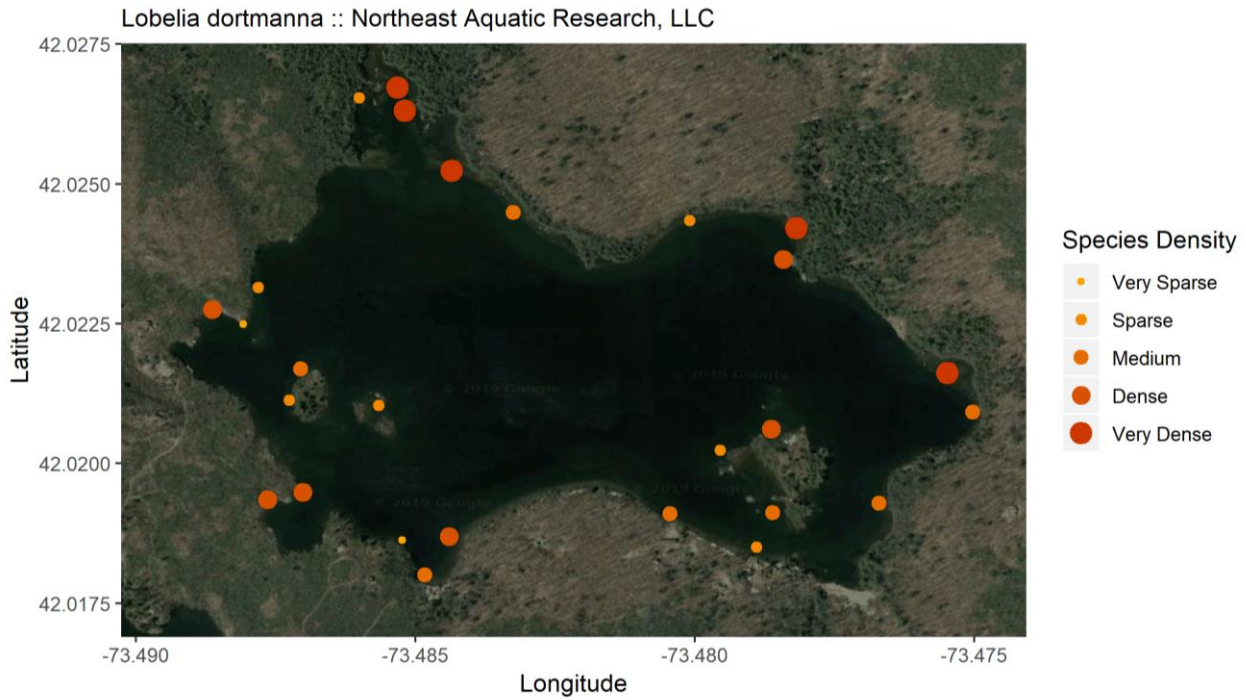 Lobelia dortmanna :: Northeast Aquatic Research, LLC
42.0275
42.0250
42.0225
42.0200
42.0175
Latitude
-73.490
-73.485
-73.480
-73.475
Longitude
© 2019 Google
© 2019 Google
© 2019 Google
2019 Google
Species Density
Very Sparse
Sparse
Medium
Dense
Very Dense